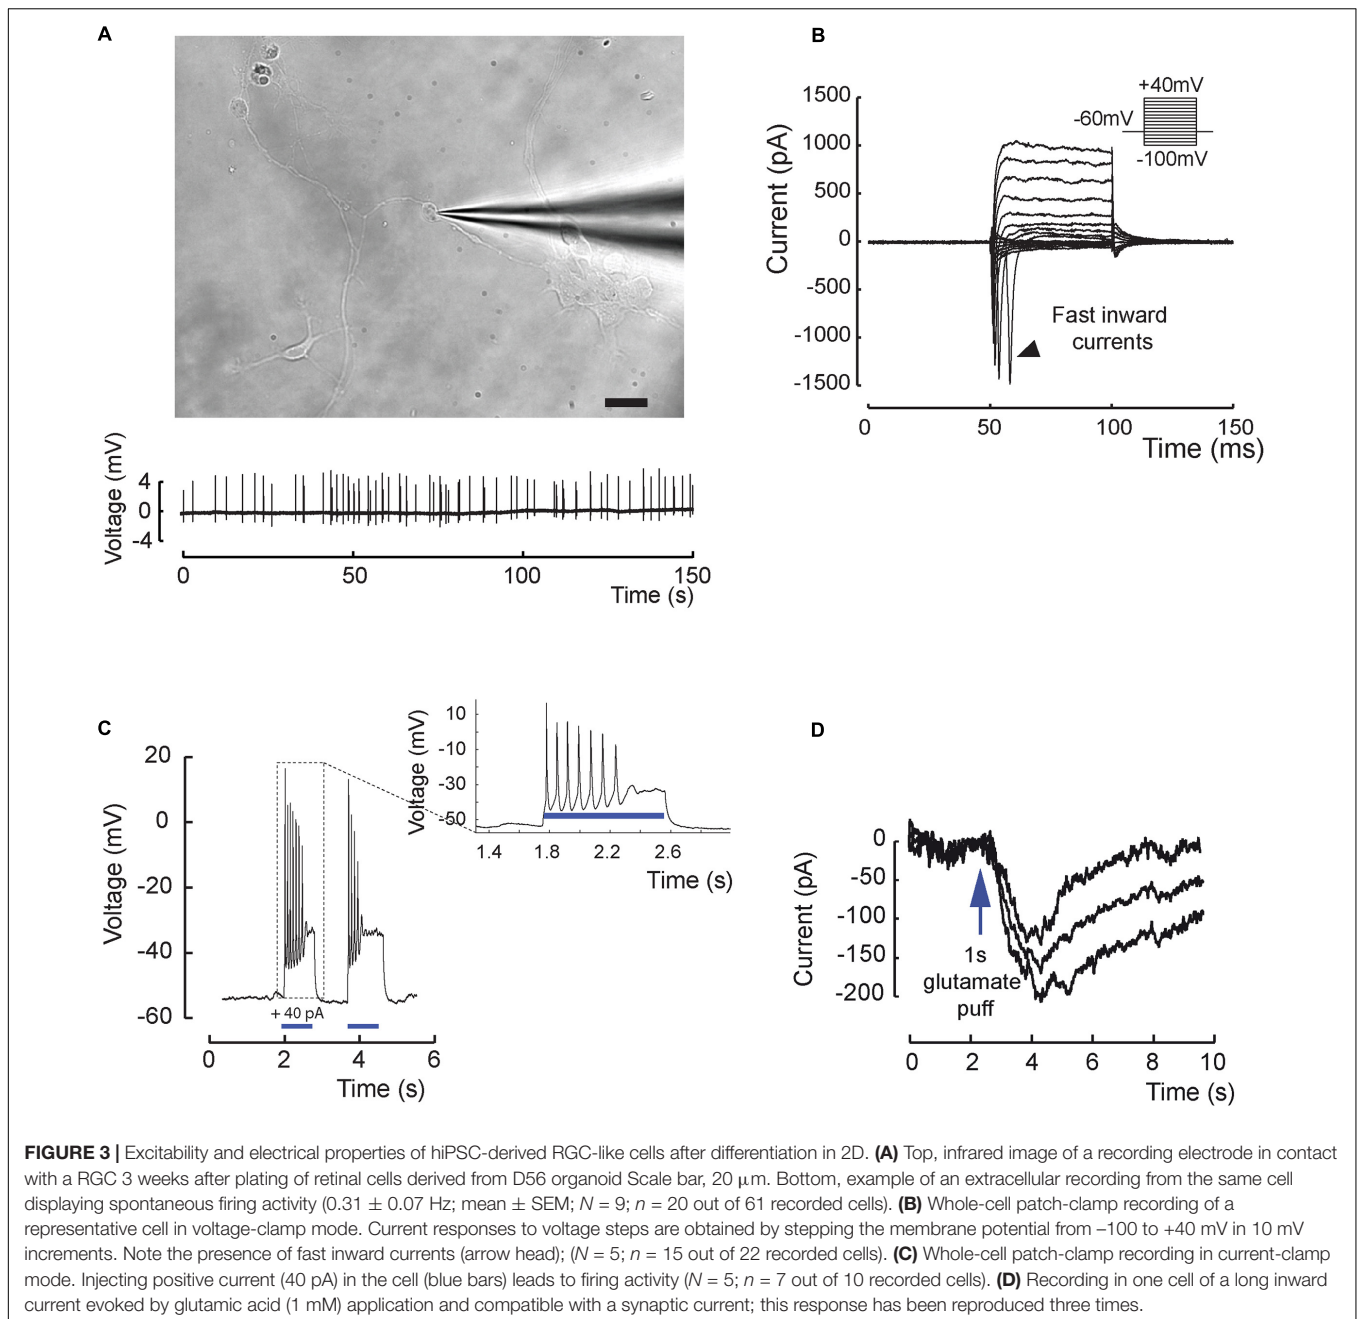 A
Voltage (mV)
4
0
-4
0
50
100
150
Time (s)
B
1500
1000
500
0
-500
-1000
-1500
Current (pA)
+40mV
-60mV
-100mV
Fast inward
currents
0
50
100
150
Time (ms)
C
20
0
-20
-40
-60
Voltage (mV)
+ 40 pA
0
2
4
6
Time (s)
Voltage (mV)
10
-10
-30
-50
1.4
1.8
2.2
2.6
Time (s)
D
0
-50
-100
-150
-200
Current (pA)
1s
glutamate
puff
0
2
4
6
8
10
Time (s)
FIGURE 3 | Excitability and electrical properties of hiPSC-derived RGC-like cells after differentiation in 2D. (A) Top, infrared image of a recording electrode in contact
with a RGC 3 weeks after plating of retinal cells derived from D56 organoid Scale bar, 20 μm. Bottom, example of an extracellular recording from the same cell
displaying spontaneous firing activity (0.31 ± 0.07 Hz; mean ± SEM; N = 9; n = 20 out of 61 recorded cells). (B) Whole-cell patch-clamp recording of a
representative cell in voltage-clamp mode. Current responses to voltage steps are obtained by stepping the membrane potential from –100 to +40 mV in 10 mV
increments. Note the presence of fast inward currents (arrow head); (N = 5; n = 15 out of 22 recorded cells). (C) Whole-cell patch-clamp recording in current-clamp
mode. Injecting positive current (40 pA) in the cell (blue bars) leads to firing activity (N = 5; n = 7 out of 10 recorded cells). (D) Recording in one cell of a long inward
current evoked by glutamic acid (1 mM) application and compatible with a synaptic current; this response has been reproduced three times.